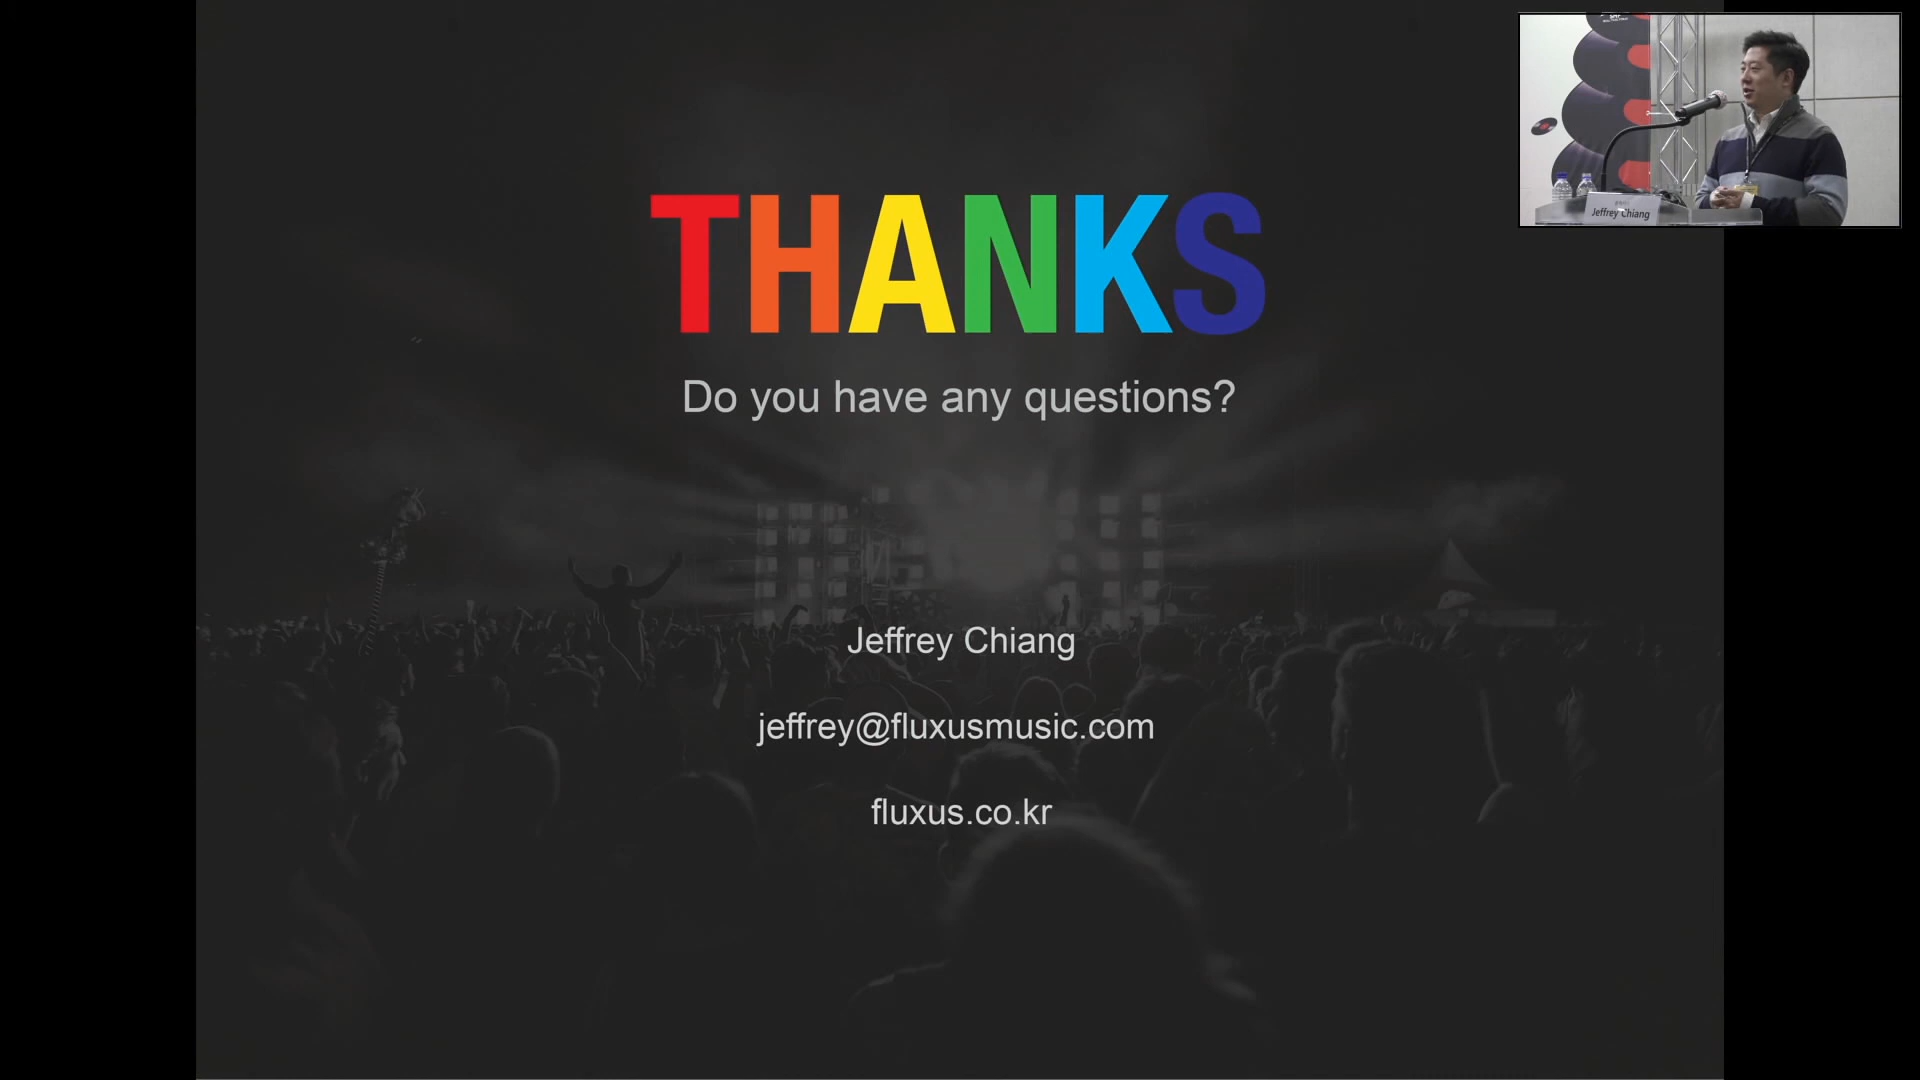 THANKS
Do you have any questions?
Jeffrey Chiang
jeffrey@fluxusmusic.com
fluxus.co.kr
Jeffrey Chiang